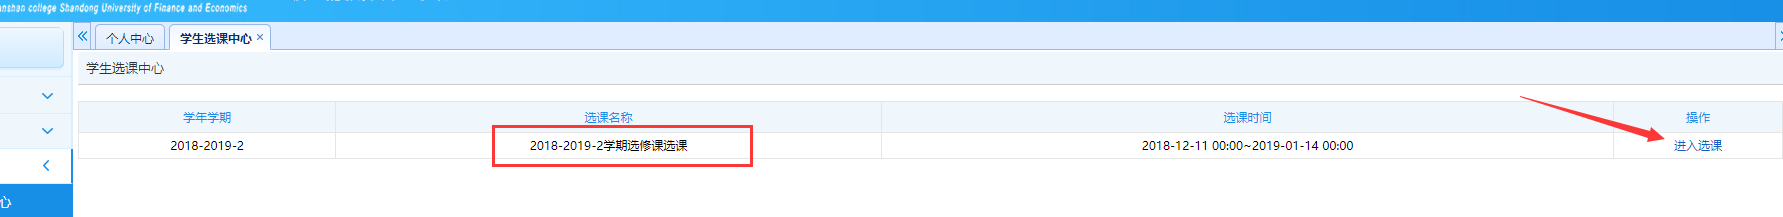 college Shandong University of Finance and Economics
个人中心
学生选课中心
学生选课中心
学年学期 选课名称 选课时间 操作
2018-2019-2 2018-2019-2学期选修课选课 2018-12-11 00:00~2019-01-14 00:00 进入选课
心